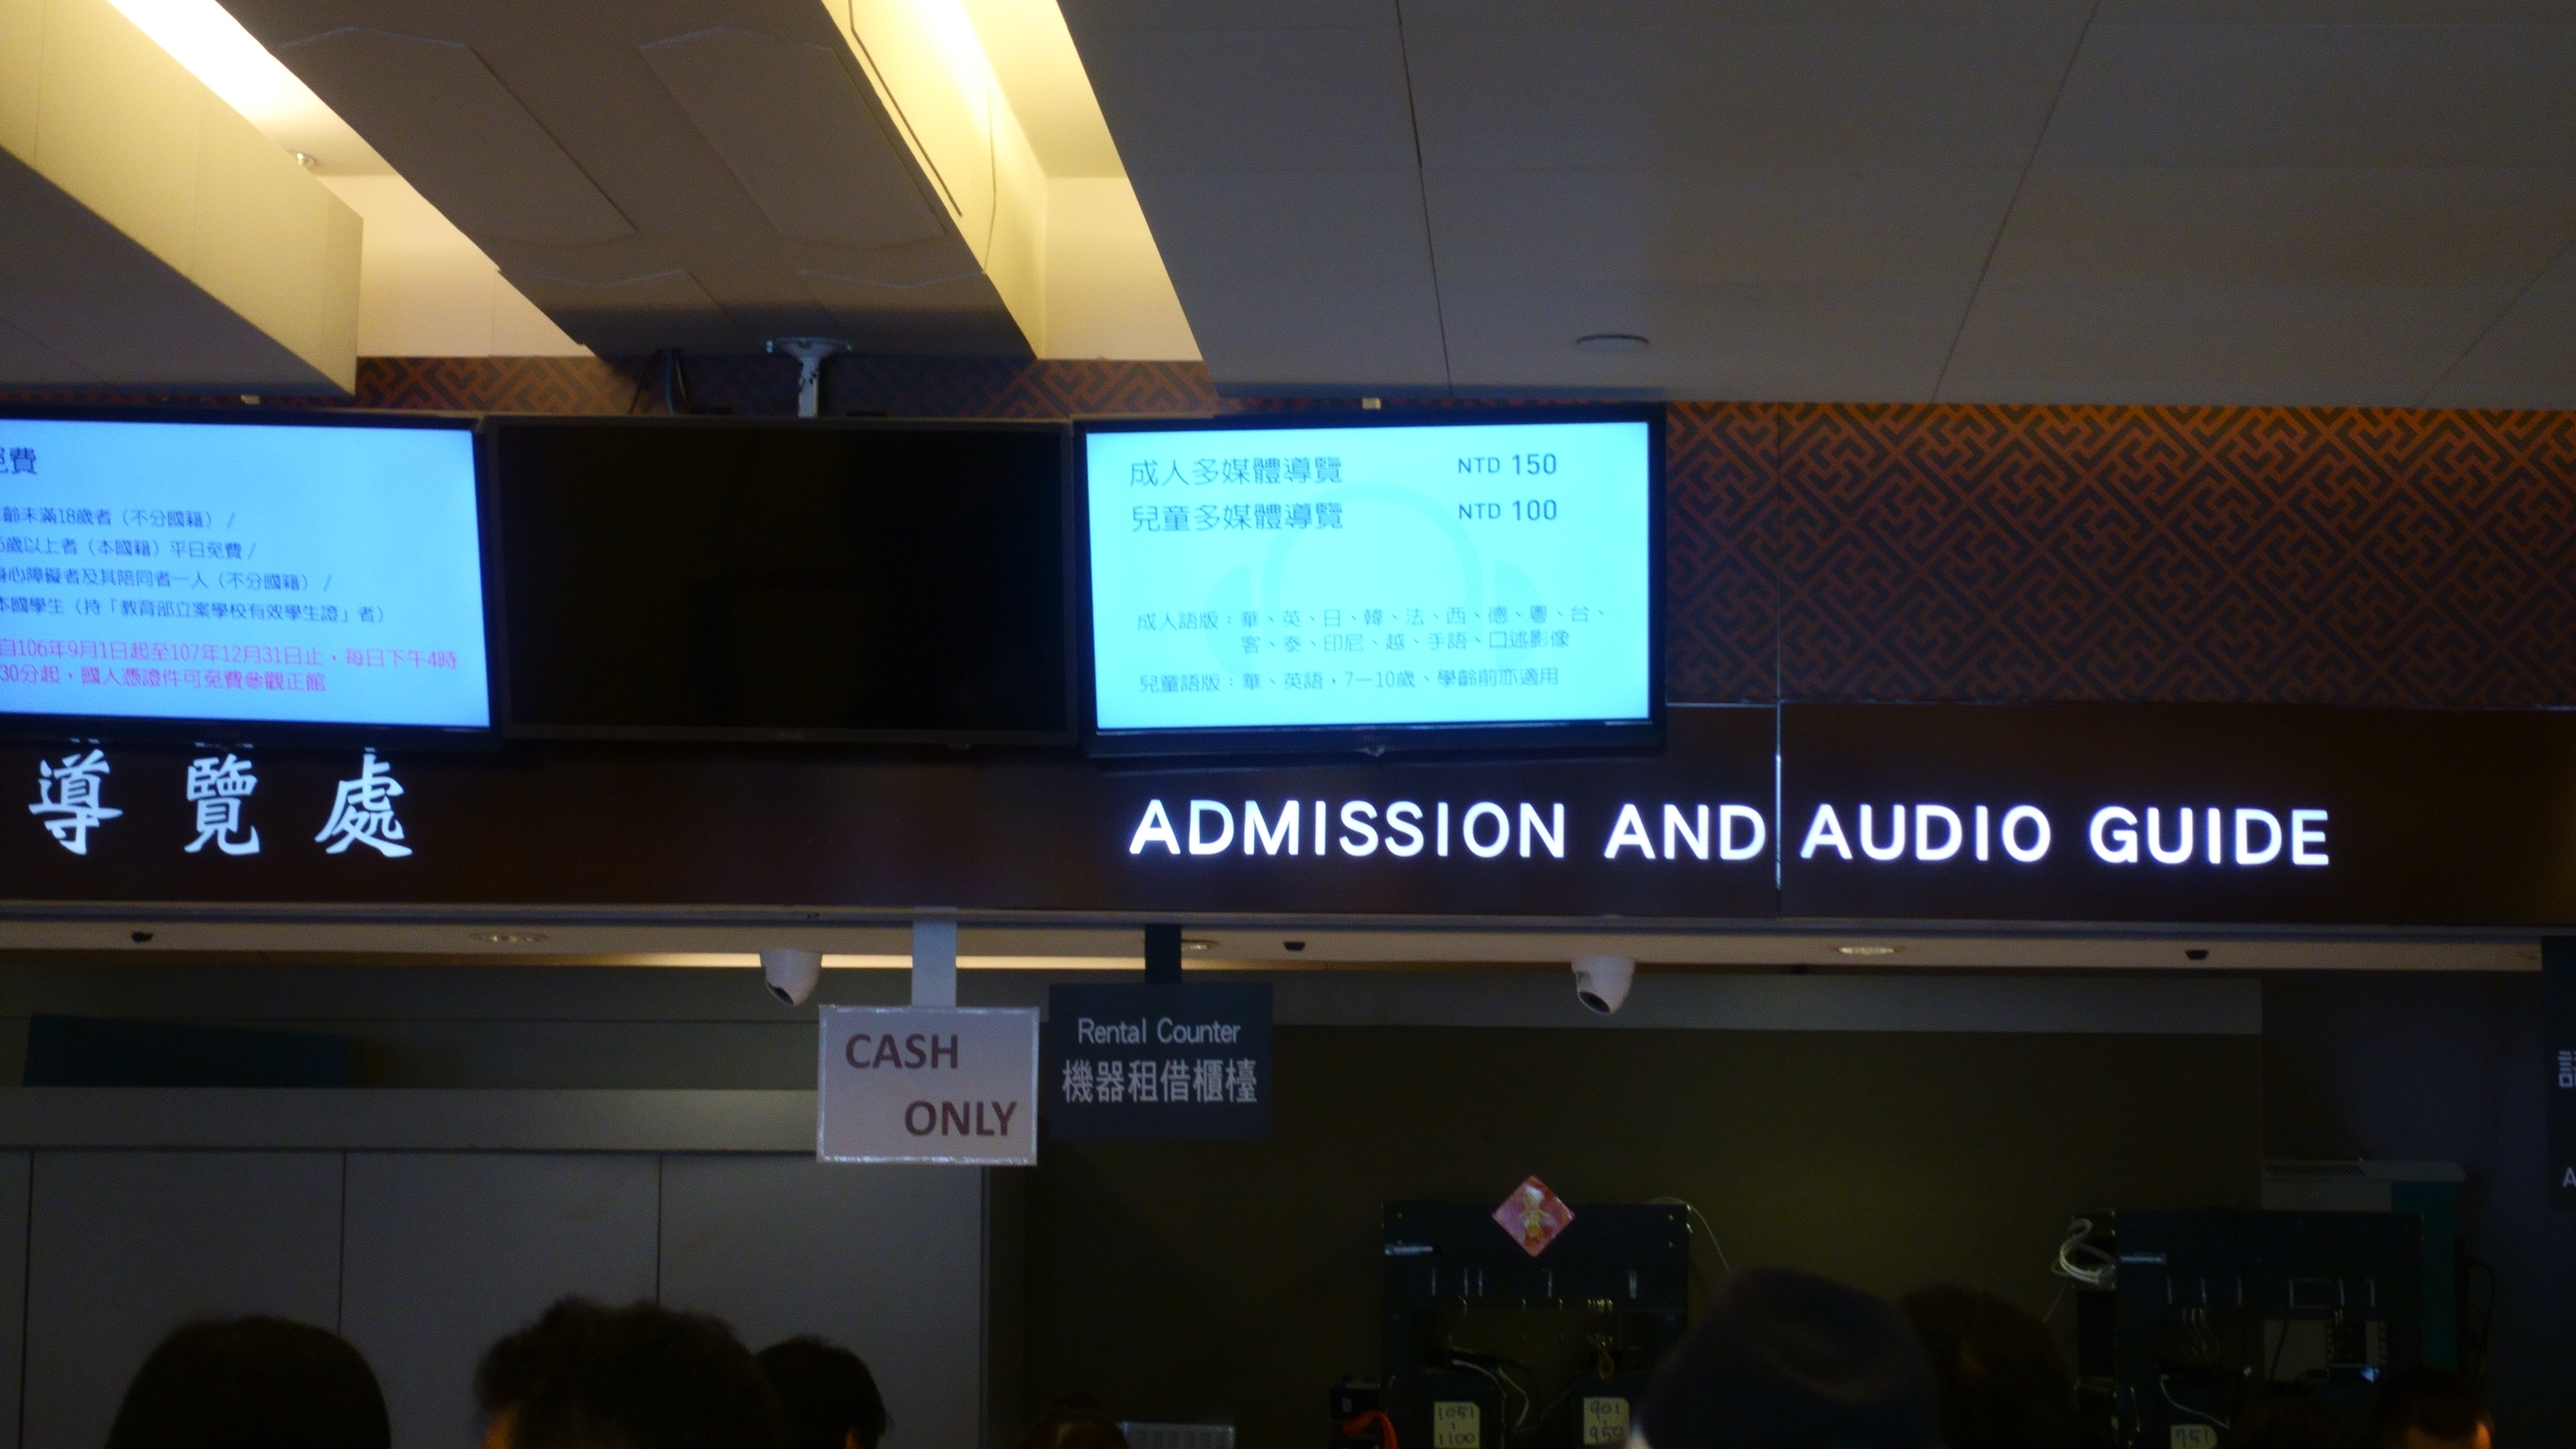 免費
齡未滿18歲者（不分國籍） /
5歲以上者（本國籍）平日免費 /
身心障礙者及其陪同者一人（不分國籍） /
本國學生（持「教育部立案學校有效學生證」者）
自106年9月1日起至107年12月31日止，每日下午4時
30分起，國人憑證件可免費參觀正館
成人多媒體導覽 NTD 150
兒童多媒體導覽 NTD 100
成人語版：華、英、日、韓、法、西、德、粵、台、
客、泰、印尼、越、手語、口述影像
兒童語版：華、英語，7—10歲、學齡前亦適用
導覽處
ADMISSION AND AUDIO GUIDE
CASH
ONLY
Rental Counter
機器租借櫃檯
1051
1100
901
950
751